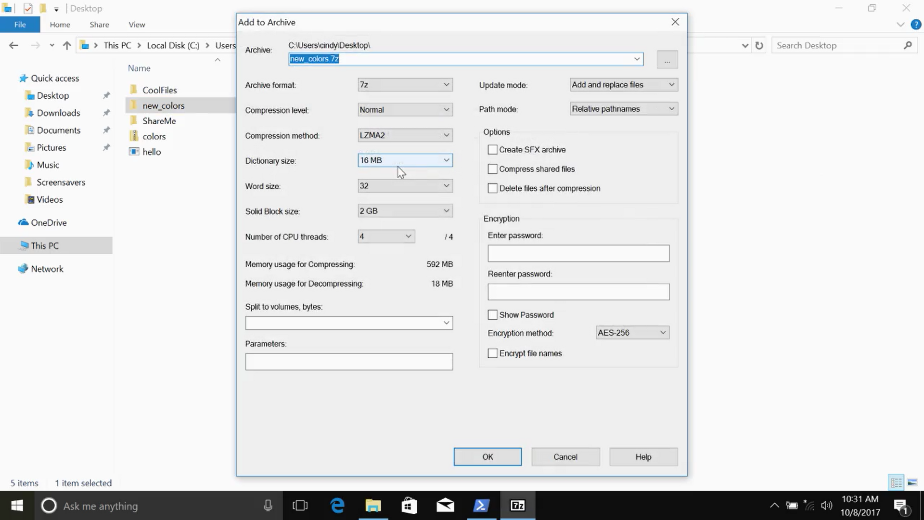 Desktop
Add to Archive
File
Home
Share
View
This PC
Local Disk (C:)
Users
Search Desktop
Archive:
C:\Users\cindy\Desktop\
new_colors.7z
...
Quick access
Desktop
Downloads
Documents
Pictures
Music
Screensavers
Videos
OneDrive
This PC
Network
Name
CoolFiles
new_colors
ShareMe
colors
hello
Archive format:
7z
Compression level:
Normal
Compression method:
LZMA2
Dictionary size:
16 MB
Word size:
32
Solid Block size:
2 GB
Number of CPU threads:
4
/ 4
Memory usage for Compressing:
592 MB
Memory usage for Decompressing:
18 MB
Split to volumes, bytes:
Parameters:
Update mode:
Add and replace files
Path mode:
Relative pathnames
Options
Create SFX archive
Compress shared files
Delete files after compression
Encryption
Enter password:
Reenter password:
Show Password
Encryption method:
AES-256
Encrypt file names
OK
Cancel
Help
5 items
1 item selected
Ask me anything
7z
10:31 AM
10/8/2017
1